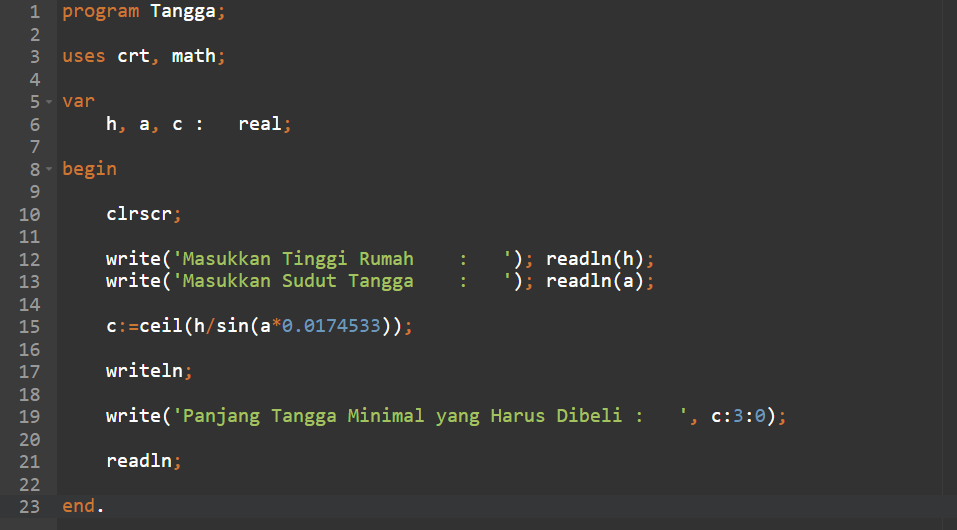 1 program Tangga;
2
3 uses crt, math;
4
5 var
6     h, a, c :   real;
7
8 begin
9
10     clrscr;
11
12     write('Masukkan Tinggi Rumah    :   '); readln(h);
13     write('Masukkan Sudut Tangga    :   '); readln(a);
14
15     c:=ceil(h/sin(a*0.0174533));
16
17     writeln;
18
19     write('Panjang Tangga Minimal yang Harus Dibeli :   ', c:3:0);
20
21     readln;
22
23 end.